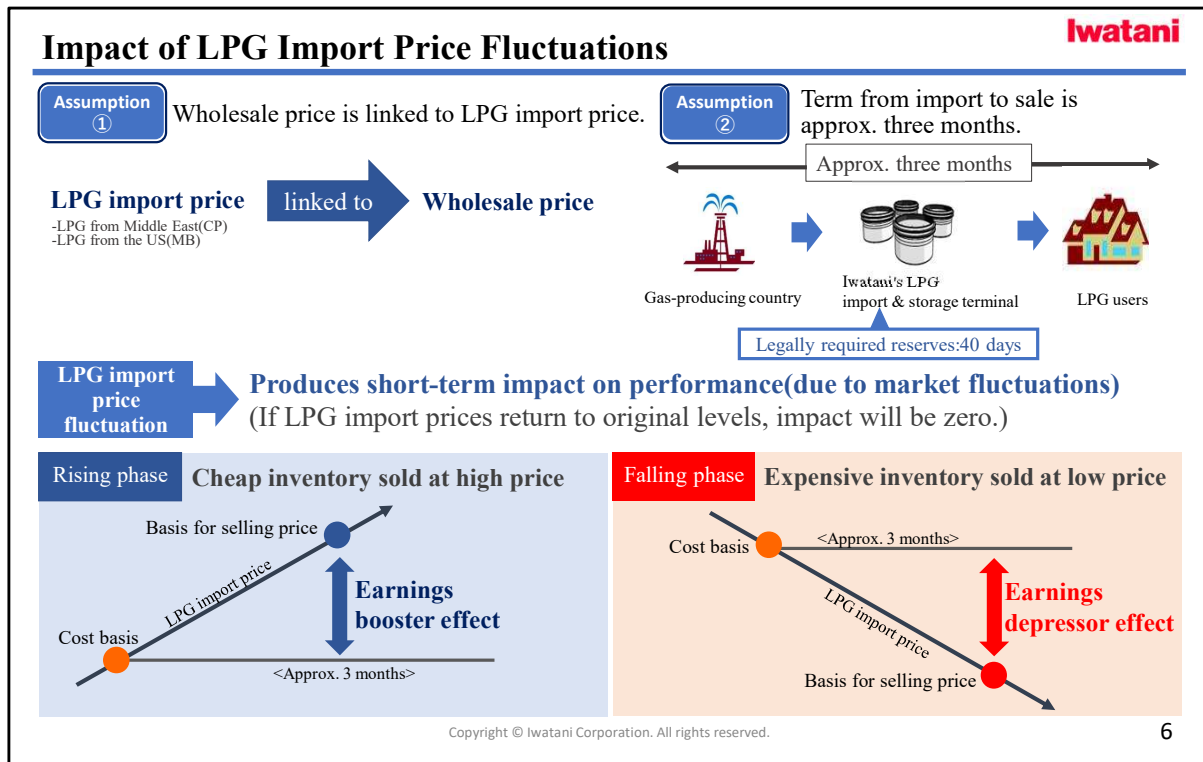 Impact of LPG Import Price Fluctuations
Iwatani
Assumption
①
Wholesale price is linked to LPG import price.
Assumption
②
Term from import to sale is
approx. three months.
Approx. three months
LPG import price
-LPG from Middle East(CP)
-LPG from the US(MB)
linked to
Wholesale price
Gas-producing country
Iwatani's LPG
import & storage terminal
LPG users
Legally required reserves:40 days
LPG import
price
fluctuation
Produces short-term impact on performance(due to market fluctuations)
(If LPG import prices return to original levels, impact will be zero.)
Rising phase
Cheap inventory sold at high price
Basis for selling price
LPG import price
Earnings
booster effect
Cost basis
<Approx. 3 months>
Falling phase
Expensive inventory sold at low price
Cost basis
<Approx. 3 months>
LPG import price
Earnings
depressor effect
Basis for selling price
Copyright © Iwatani Corporation. All rights reserved.
6